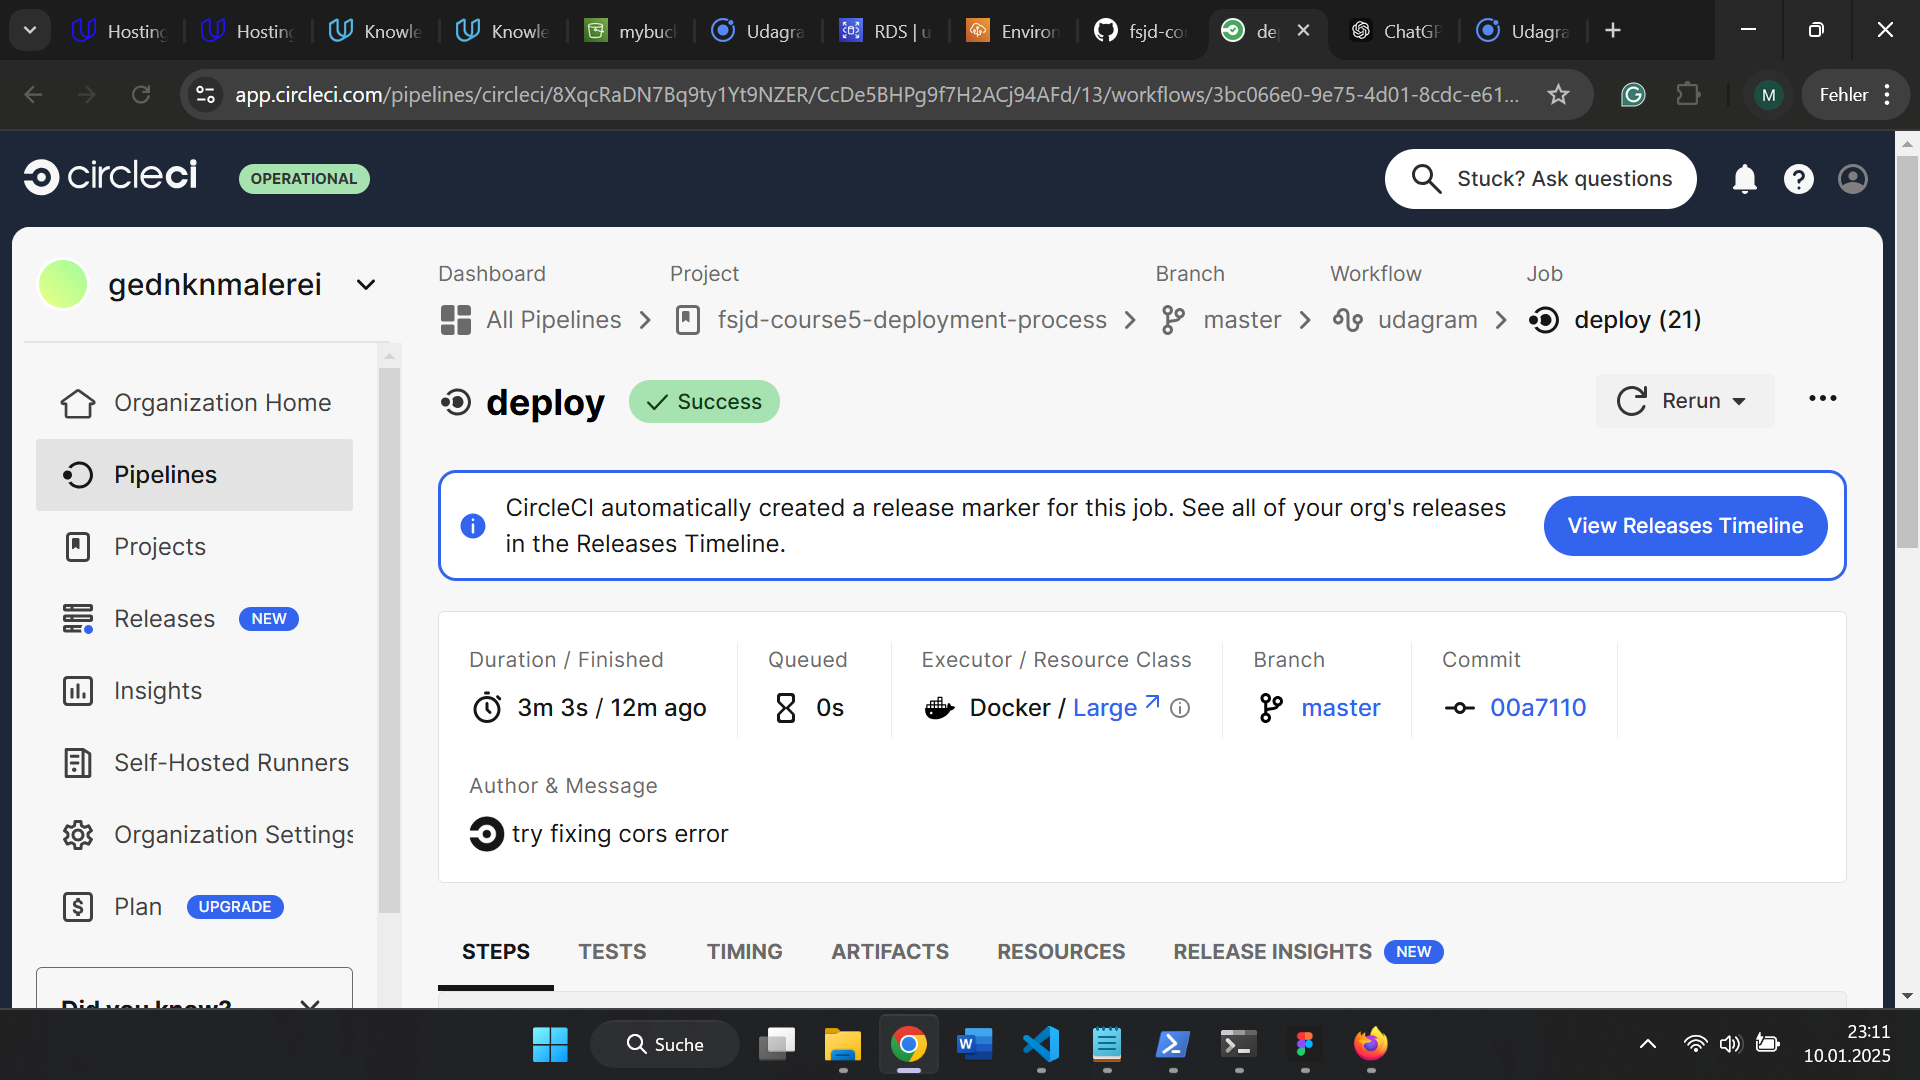 Hosting
Hosting
Knowle
Knowle
mybuck
Udagra
RDS | u
Environ
fsjd-co
de
ChatGP
Udagra
app.circleci.com/pipelines/circleci/8XqcRaDN7Bq9ty1Yt9NZER/CcDe5BHPg9f7H2ACj94AFd/13/workflows/3bc066e0-9e75-4d01-8cdc-e61...
M
Fehler
circleci
OPERATIONAL
Stuck? Ask questions
gednknmalerei
Dashboard
Project
Branch
Workflow
Job
All Pipelines
fsjd-course5-deployment-process
master
udagram
deploy (21)
Organization Home
Pipelines
Projects
Releases NEW
Insights
Self-Hosted Runners
Organization Settings
Plan UPGRADE
Did you know?
deploy
Success
Rerun
CircleCI automatically created a release marker for this job. See all of your org's releases
in the Releases Timeline.
View Releases Timeline
Duration / Finished
3m 3s / 12m ago
Queued
0s
Executor / Resource Class
Docker / Large
Branch
master
Commit
00a7110
Author & Message
try fixing cors error
STEPS
TESTS
TIMING
ARTIFACTS
RESOURCES
RELEASE INSIGHTS NEW
Suche
23:11
10.01.2025